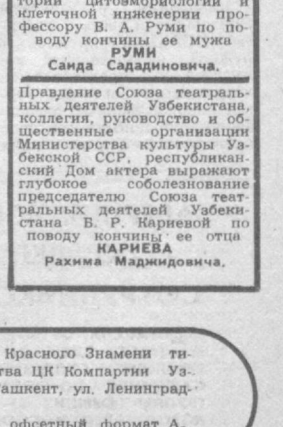 тории цитоэмбриологии и
клеточной инженерии про-
фессору В. А. Руми по по-
воду кончины ее мужа
РУМИ
Саида Сададиновича.
Правление Союза театраль-
ных деятелей Узбекистана,
коллегия, руководство и об-
щественные организации
Министерства культуры Уз-
бекской ССР, республикан-
ский Дом актера выражают
глубокое соболезнование
председателю Союза теат-
ральных деятелей Узбеки-
стана Б. Р. Кариевой по
поводу кончины ее отца
КАРИЕВА
Рахима Маджидовича.
Красного Знамени ти-
тва ЦК Компартии Уз-
ашкент, ул. Ленинград-
офсетный формат А.